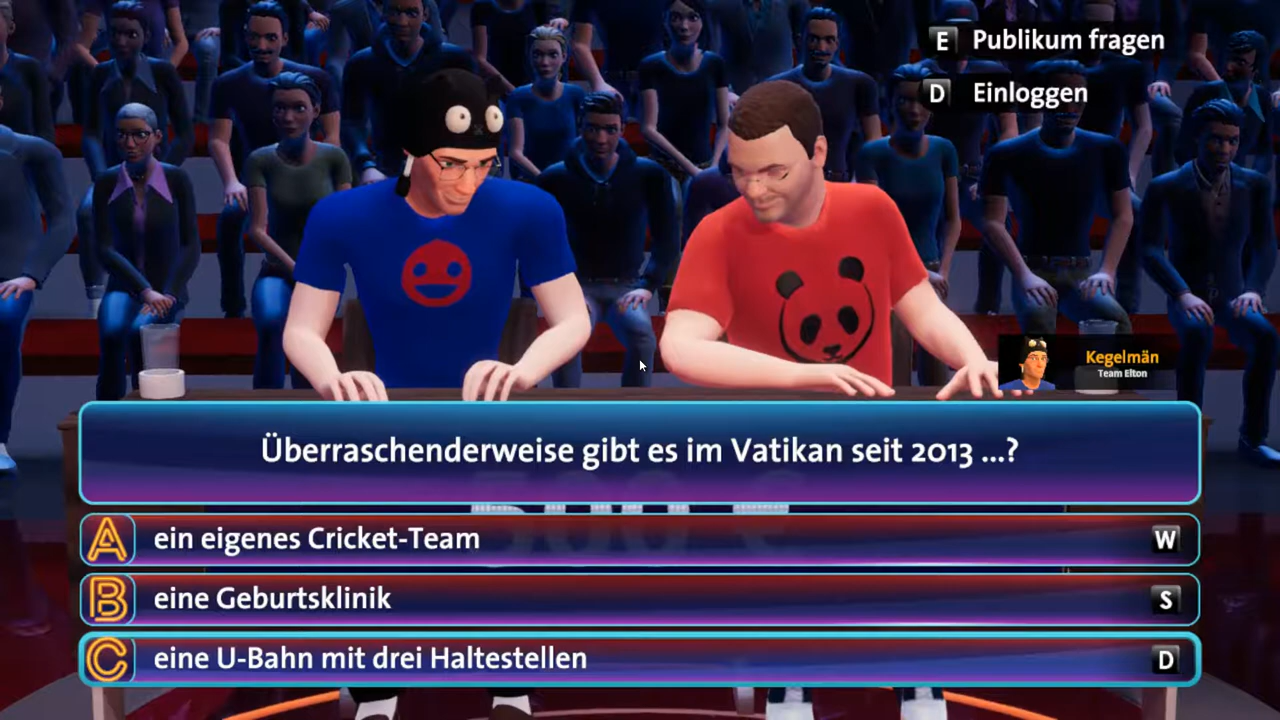 E Publikum fragen
D Einloggen
Kegelmän
Team Elton
Überraschenderweise gibt es im Vatikan seit 2013 ...?
A ein eigenes Cricket-Team W
B eine Geburtsklinik S
C eine U-Bahn mit drei Haltestellen D